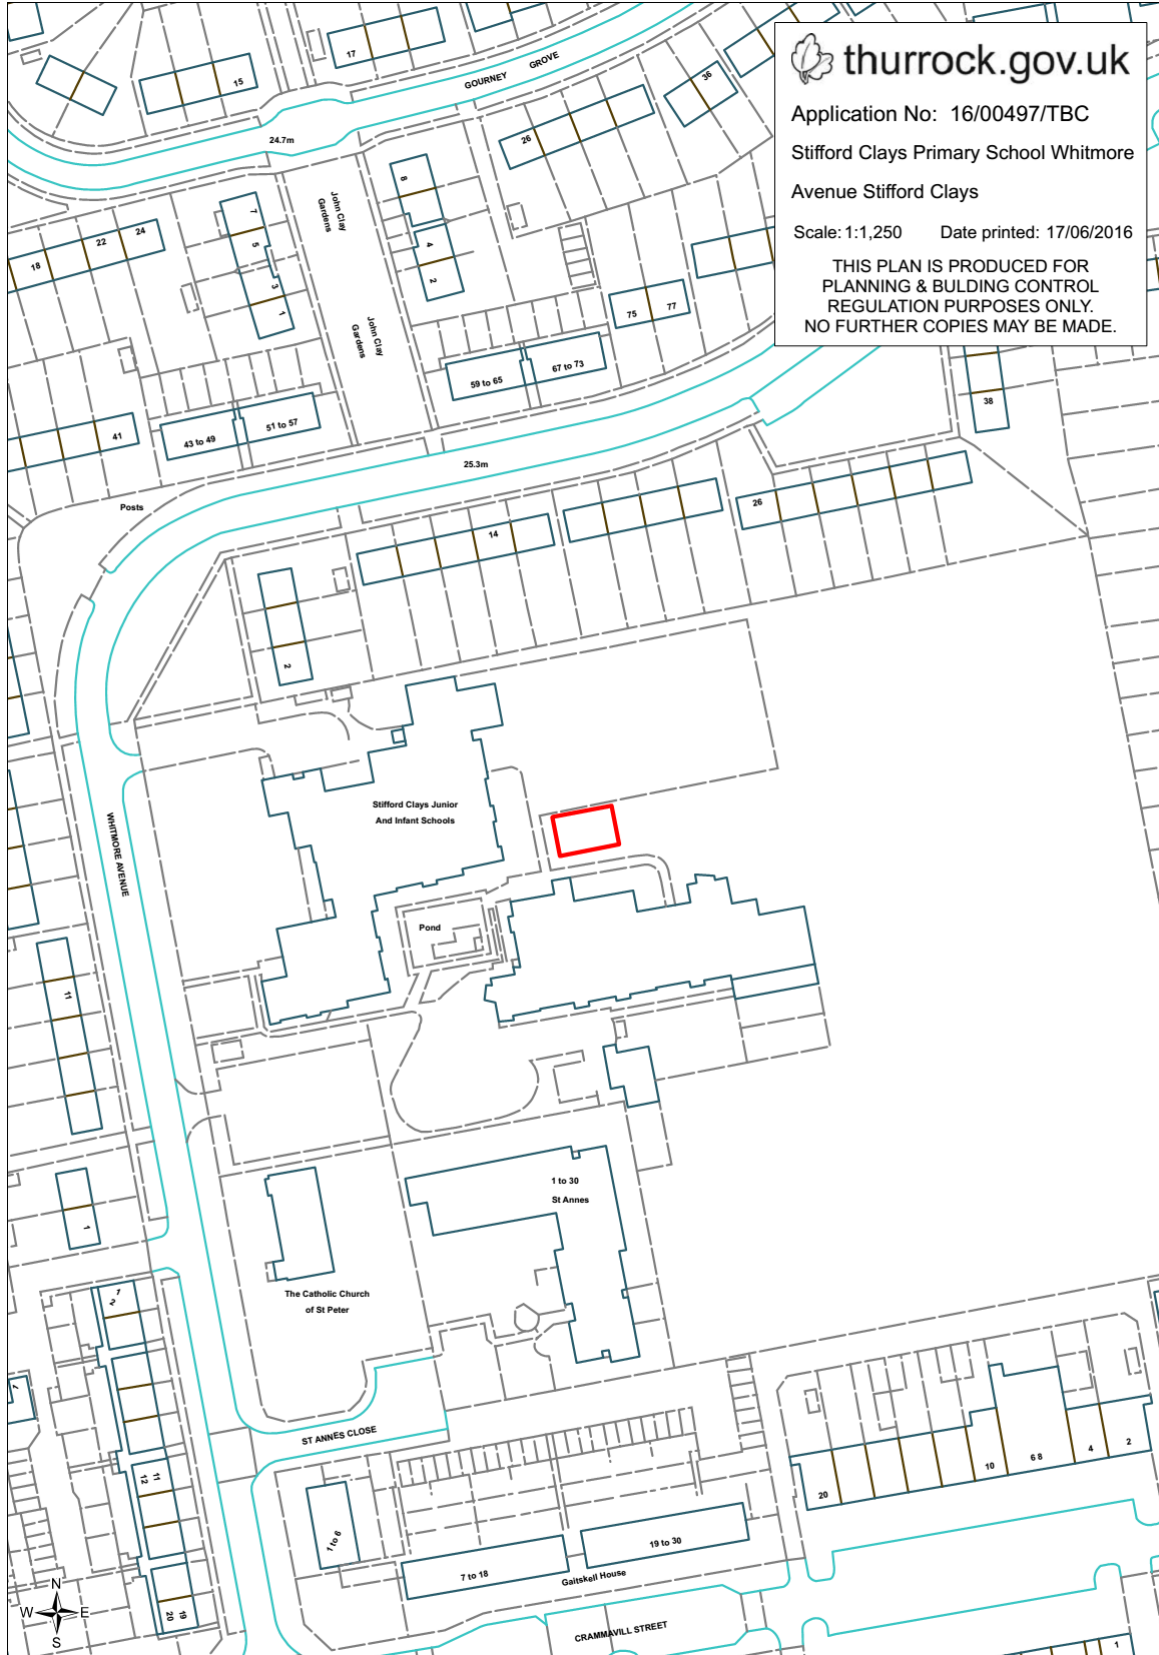 thurrock.gov.uk
Application No: 16/00497/TBC
Stifford Clays Primary School Whitmore
Avenue Stifford Clays
Scale: 1:1,250 Date printed: 17/06/2016
THIS PLAN IS PRODUCED FOR
PLANNING & BULDING CONTROL
REGULATION PURPOSES ONLY.
NO FURTHER COPIES MAY BE MADE.
17
15
GOURNEY GROVE
36
26
24.7m
8
John Clay
Gardens
7
5
3
1
4
2
24
22
18
75
77
John Clay
Gardens
67 to 73
59 to 65
38
51 to 57
43 to 49
41
25.3m
Posts
26
14
2
Stifford Clays Junior
And Infant Schools
WHITMORE AVENUE
Pond
11
1 to 30
St Annes
1
The Catholic Church
of St Peter
1
2
7
ST ANNES CLOSE
11
12
2
4
6 8
10
20
1 to 6
19 to 30
7 to 18
Gaitskell House
19
20
CRAMMAVILL STREET
1
N
W E
S